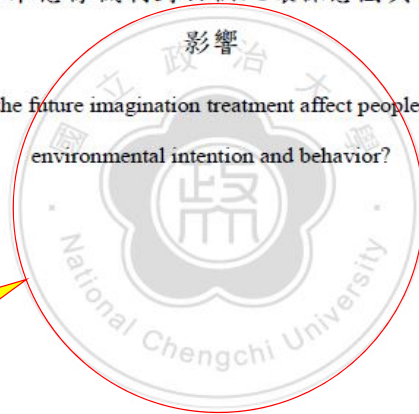 影響
he future imagination treatment affect people
environmental intention and behavior?
國立政治大學
National Chengchi University